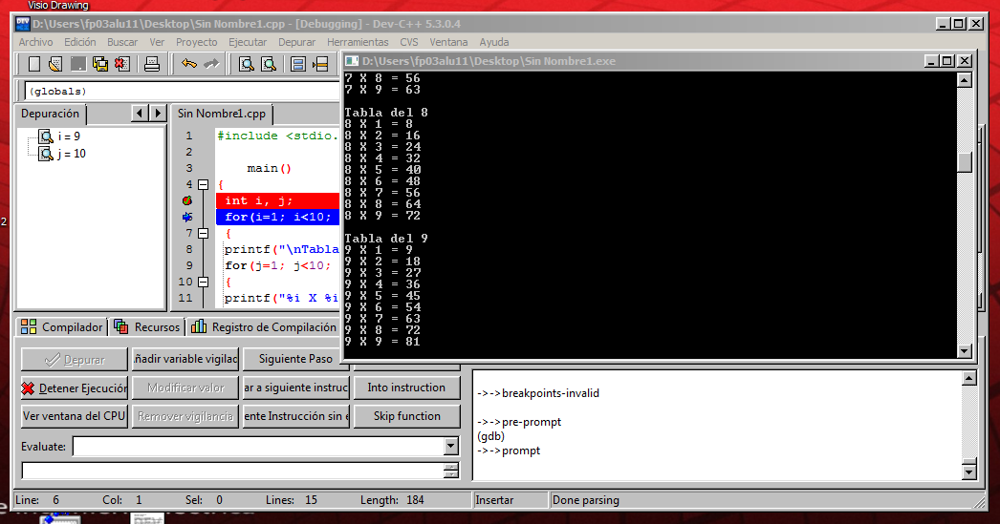 Visio Drawing
D:\Users\fp03alu11\Desktop\Sin Nombre1.cpp - [Debugging] - Dev-C++ 5.3.0.4
Archivo Edición Buscar Ver Proyecto Ejecutar Depurar Herramientas CVS Ventana Ayuda
(globals)
Depuración
i = 9
j = 10
Sin Nombre1.cpp
1 #include <stdio.
2
3 main()
4 {
int i, j;
for(i=1; i<10;
7 {
8 printf("\nTabla
9 for(j=1; j<10;
10 {
11 printf("%i X %i
D:\Users\fp03alu11\Desktop\Sin Nombre1.exe
7 X 8 = 56
7 X 9 = 63
Tabla del 8
8 X 1 = 8
8 X 2 = 16
8 X 3 = 24
8 X 4 = 32
8 X 5 = 40
8 X 6 = 48
8 X 7 = 56
8 X 8 = 64
8 X 9 = 72
Tabla del 9
9 X 1 = 9
9 X 2 = 18
9 X 3 = 27
9 X 4 = 36
9 X 5 = 45
9 X 6 = 54
9 X 7 = 63
9 X 8 = 72
9 X 9 = 81
2
Compilador Recursos Registro de Compilación
Depurar ñadir variable vigilac Siguiente Paso
Detener Ejecución Modificar valor ar a siguiente instruc Into instruction
Ver ventana del CPU Remover vigilancia ente Instrucción sin e Skip function
Evaluate:
->->breakpoints-invalid
->->pre-prompt
(gdb)
->->prompt
Line: 6 Col: 1 Sel: 0 Lines: 15 Length: 184 Insertar Done parsing